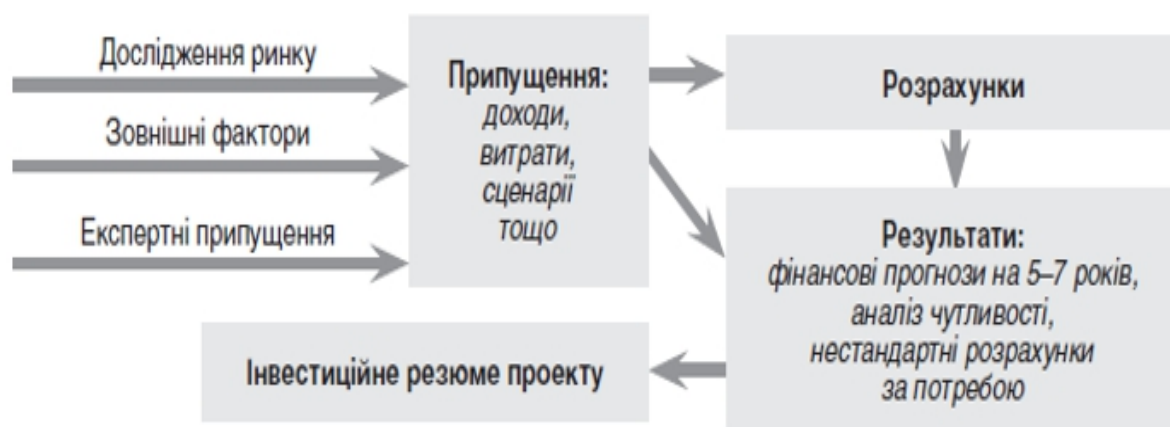 Дослідження ринку
Зовнішні фактори
Експертні припущення
Припущення:
доходи,
витрати,
сценарії
тощо
Розрахунки
Результати:
фінансові прогнози на 5–7 років,
аналіз чутливості,
нестандартні розрахунки
за потребою
Інвестиційне резюме проекту